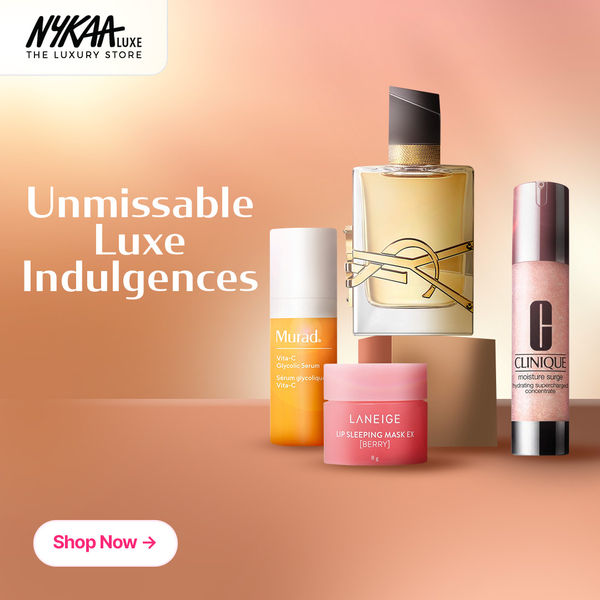 NYKAA LUXE
THE LUXURY STORE
Unmissable
Luxe
Indulgences
Murad.
Vita-C
Glycolic Serum
Sérum glycolique
Vita-C
LANEIGE
LIP SLEEPING MASK EX
[BERRY]
8 g
C
CLINIQUE
moisture surge
hydrating supercharged
concentrate
Shop Now →